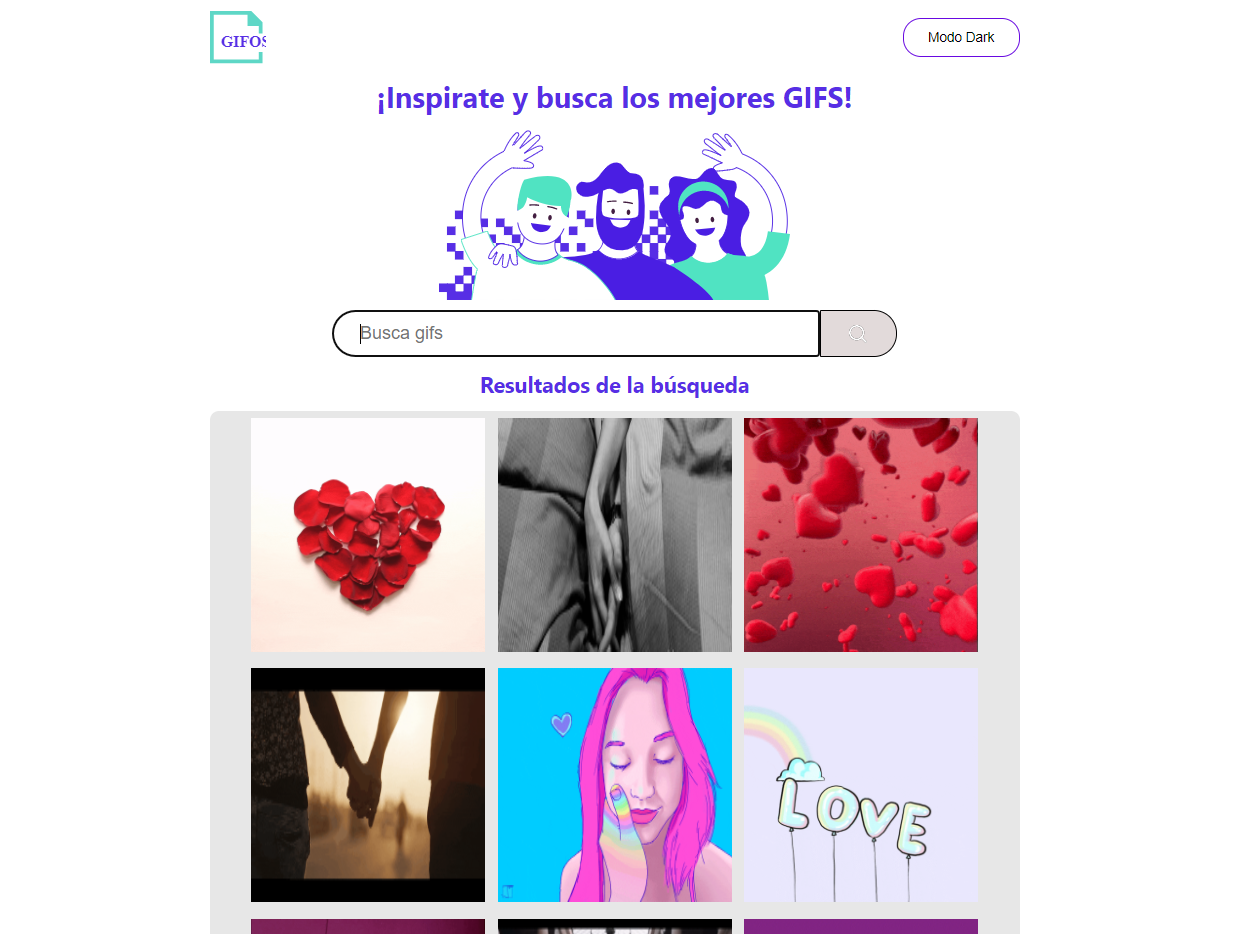 GIFOS
Modo Dark
¡Inspirate y busca los mejores GIFS!
Busca gifs
Resultados de la búsqueda
LOVE